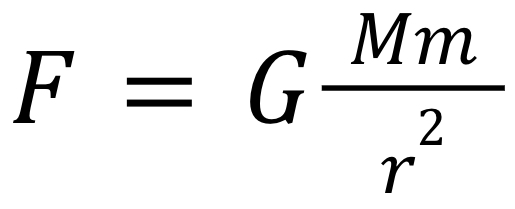 F = G Mm/r²